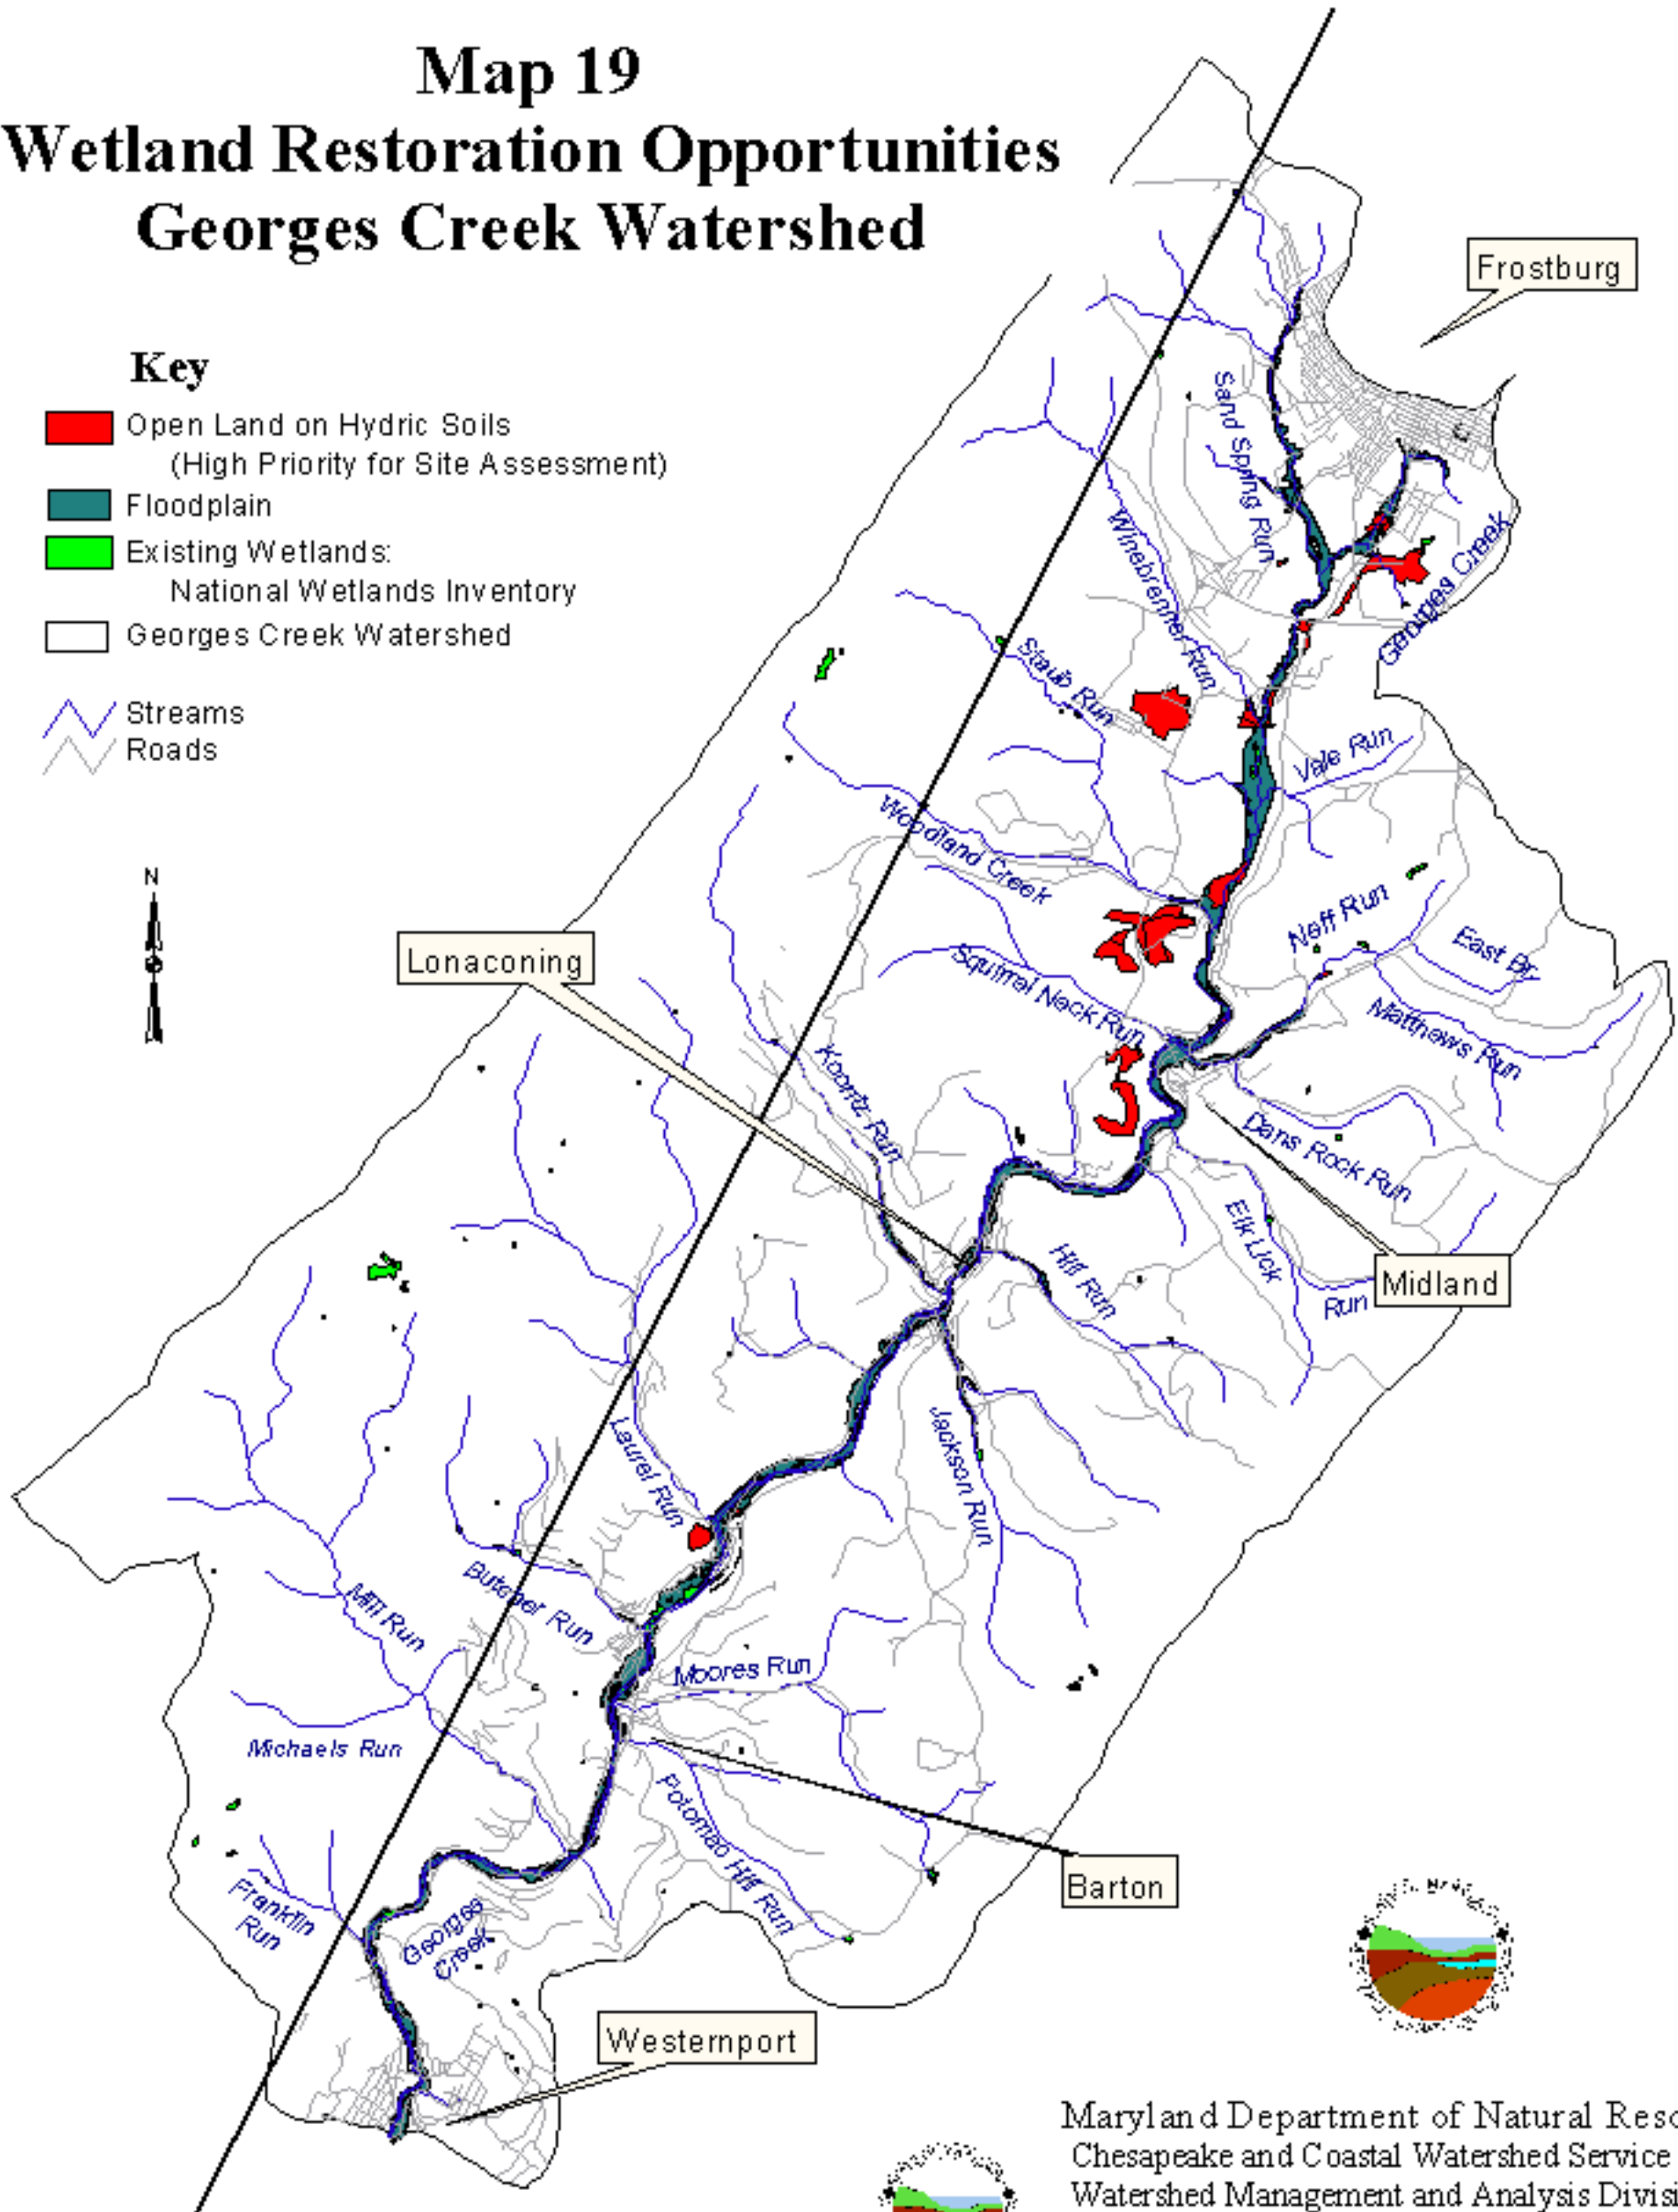 Map 19
Wetland Restoration Opportunities
Georges Creek Watershed
Frostburg
Key
Open Land on Hydric Soils
(High Priority for Site Assessment)
Floodplain
Existing Wetlands:
National Wetlands Inventory
Georges Creek Watershed
Streams
Roads
Sand Spring Run
Winebrenner Run
Georges Creek
Staub Run
Vale Run
Woodland Creek
N
Neff Run
East Br.
Lonaconing
Squirrel Neck Run
Matthews Run
Koontz Run
Dans Rock Run
Elk Lick
Run
Hill Run
Midland
Laurel Run
Jackson Run
Butcher Run
Mill Run
Moores Run
Michaels Run
Potomac Hill Run
Barton
Franklin
Run
Georges
Creek
Westernport
Maryland Department of Natural Reso
Chesapeake and Coastal Watershed Service
Watershed Management and Analysis Divis